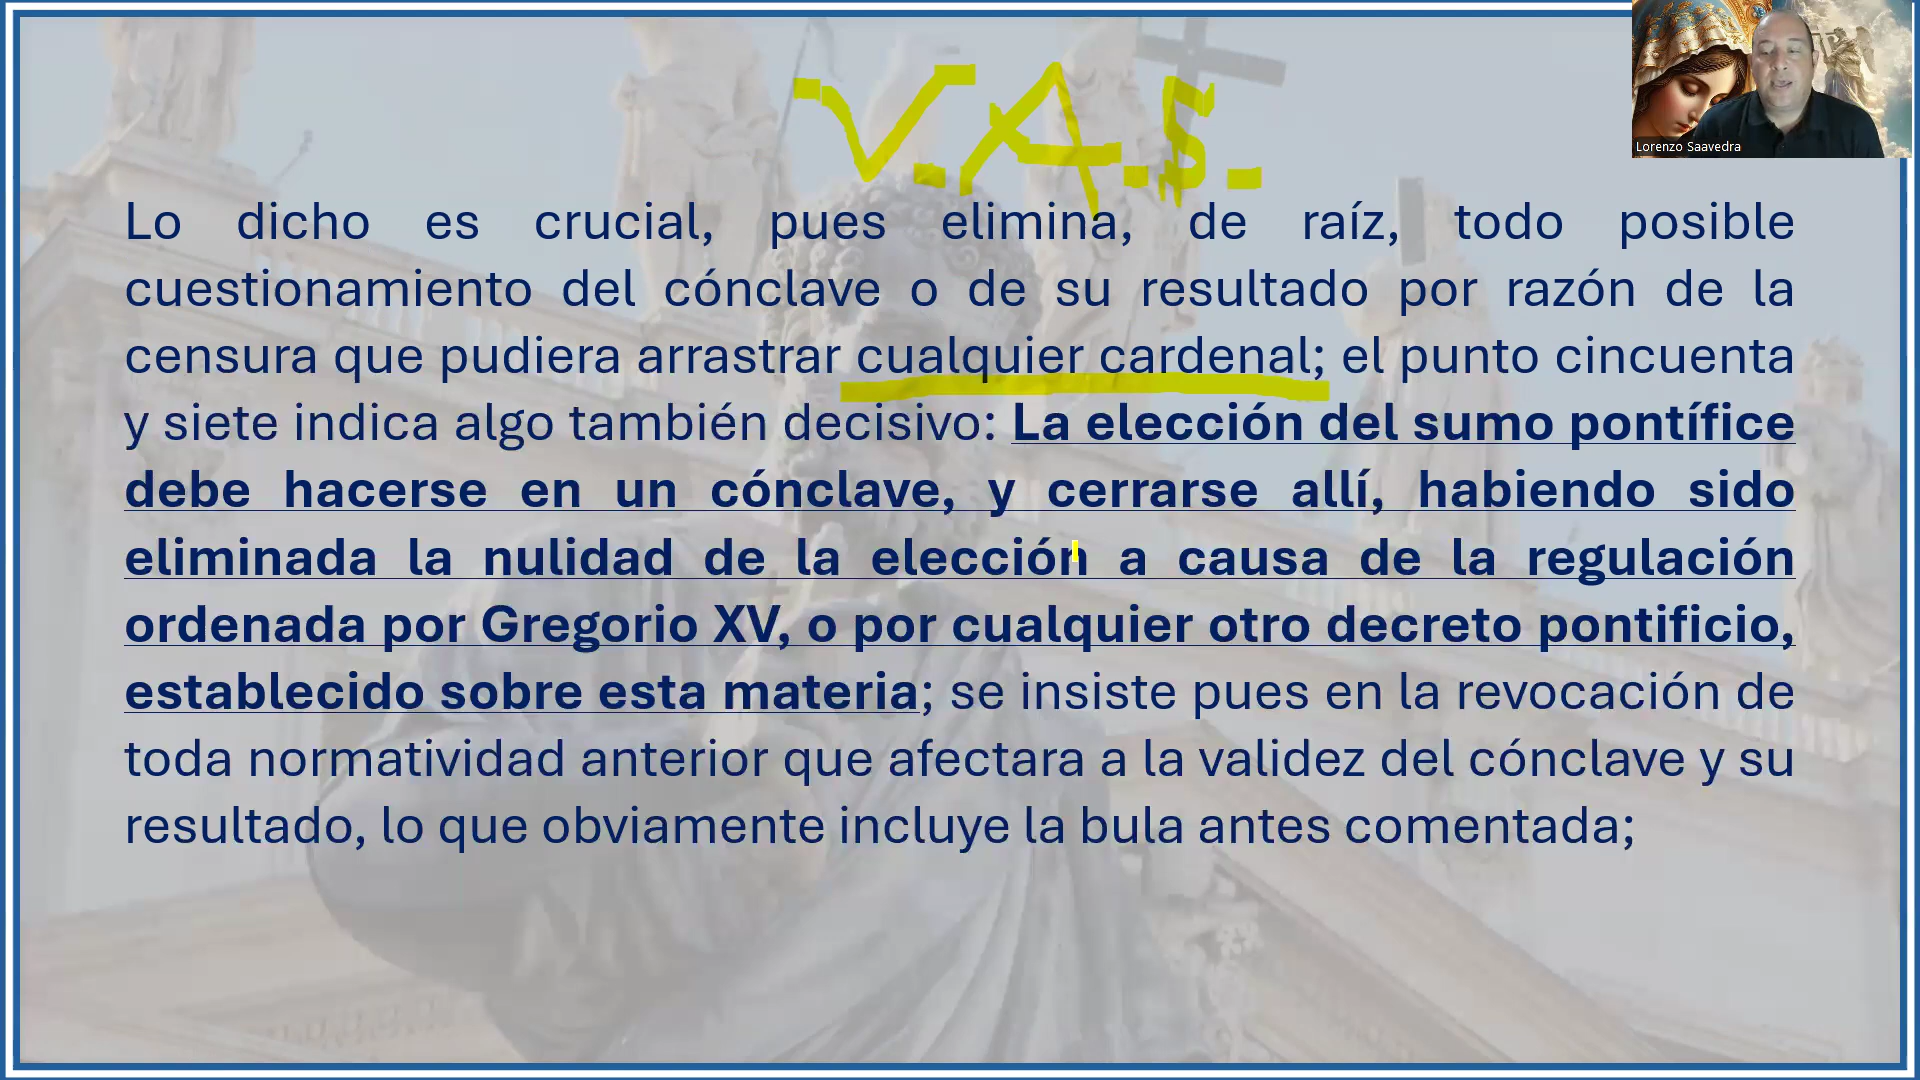 V.A.S.
Lorenzo Saavedra
Lo dicho es crucial, pues elimina, de raíz, todo posible
cuestionamiento del cónclave o de su resultado por razón de la
censura que pudiera arrastrar cualquier cardenal; el punto cincuenta
y siete indica algo también decisivo: La elección del sumo pontífice
debe hacerse en un cónclave, y cerrarse allí, habiendo sido
eliminada la nulidad de la elección a causa de la regulación
ordenada por Gregorio XV, o por cualquier otro decreto pontificio,
establecido sobre esta materia; se insiste pues en la revocación de
toda normatividad anterior que afectara a la validez del cónclave y su
resultado, lo que obviamente incluye la bula antes comentada;